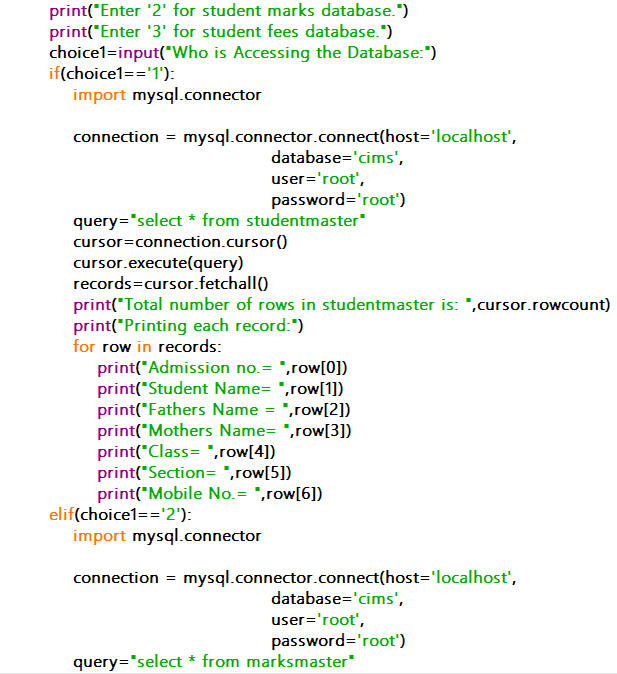 print("Enter '2' for student marks database.")
print("Enter '3' for student fees database.")
choice1=input("Who is Accessing the Database:")
if(choice1=='1'):
import mysql.connector
connection = mysql.connector.connect(host='localhost',
database='cims',
user='root',
password='root')
query="select * from studentmaster"
cursor=connection.cursor()
cursor.execute(query)
records=cursor.fetchall()
print("Total number of rows in studentmaster is: ",cursor.rowcount)
print("Printing each record:")
for row in records:
print("Admission no.= ",row[0])
print("Student Name= ",row[1])
print("Fathers Name = ",row[2])
print("Mothers Name= ",row[3])
print("Class= ",row[4])
print("Section= ",row[5])
print("Mobile No.= ",row[6])
elif(choice1=='2'):
import mysql.connector
connection = mysql.connector.connect(host='localhost',
database='cims',
user='root',
password='root')
query="select * from marksmaster"